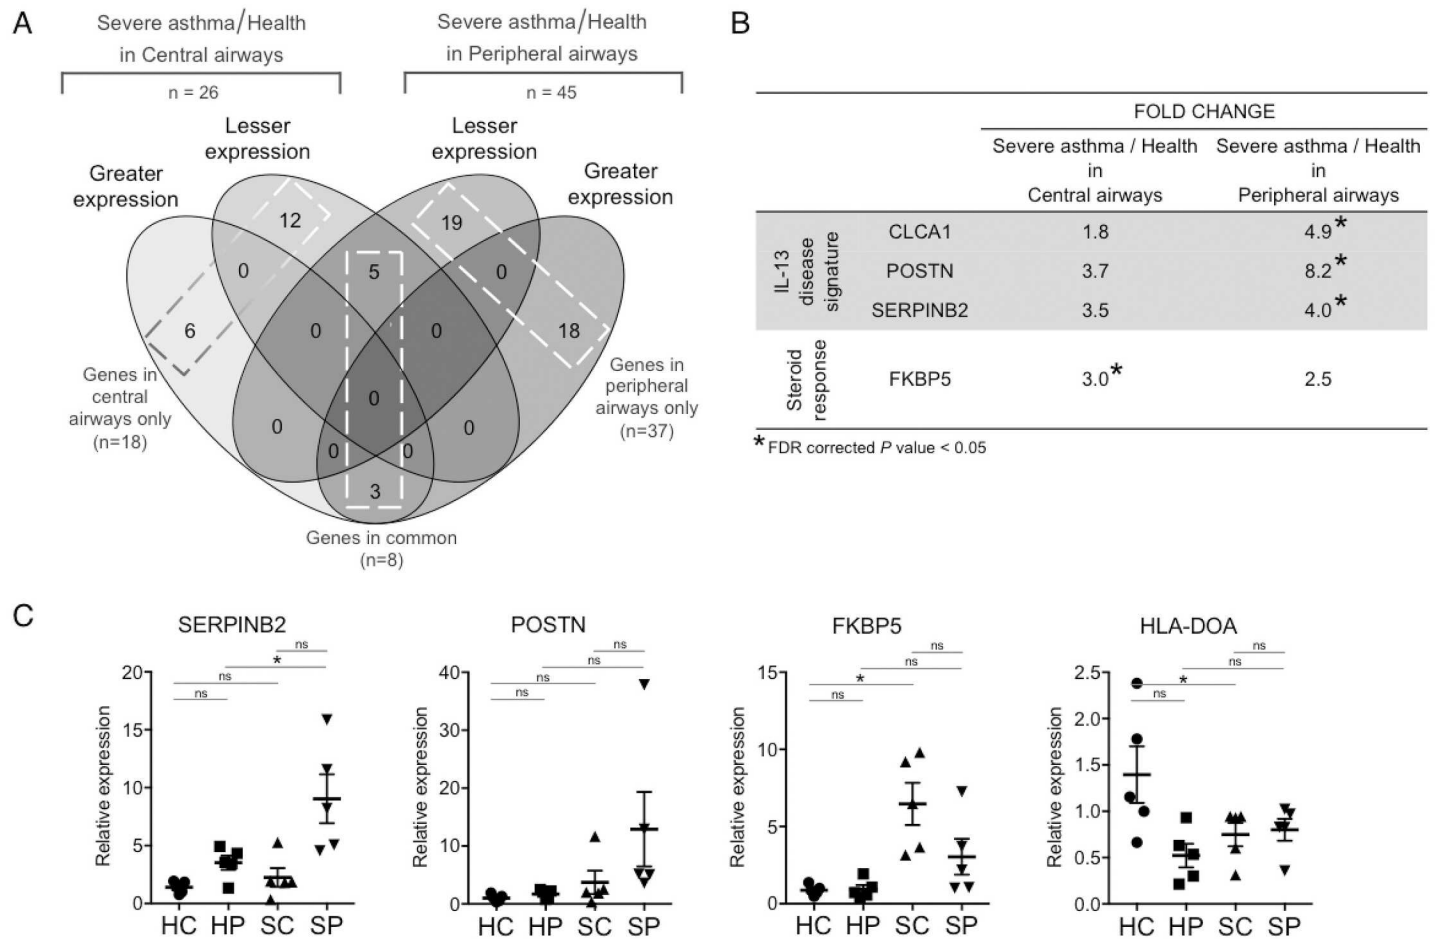 A
Severe asthma/Health
in Central airways
n = 26
Severe asthma/Health
in Peripheral airways
n = 45
Lesser
expression
Lesser
expression
Greater
expression
Greater
expression
12
19
0
5
0
6
0
0
18
0
0
0
0
0
3
Genes in
central
airways only
(n=18)
Genes in
peripheral
airways only
(n=37)
Genes in common
(n=8)
B
FOLD CHANGE
Severe asthma / Health
in
Central airways
Severe asthma / Health
in
Peripheral airways
IL-13
disease
signature
CLCA1 1.8 4.9*
POSTN 3.7 8.2*
SERPINB2 3.5 4.0*
Steroid
response
FKBP5 3.0* 2.5
* FDR corrected P value < 0.05
C
SERPINB2
ns
*
ns
ns
Relative expression
20
15
10
5
0
HC HP SC SP
POSTN
ns
ns
ns
ns
Relative expression
40
30
20
10
0
HC HP SC SP
FKBP5
ns
ns
*
ns
Relative expression
15
10
5
0
HC HP SC SP
HLA-DOA
ns
ns
*
ns
Relative expression
2.5
2.0
1.5
1.0
0.5
0.0
HC HP SC SP